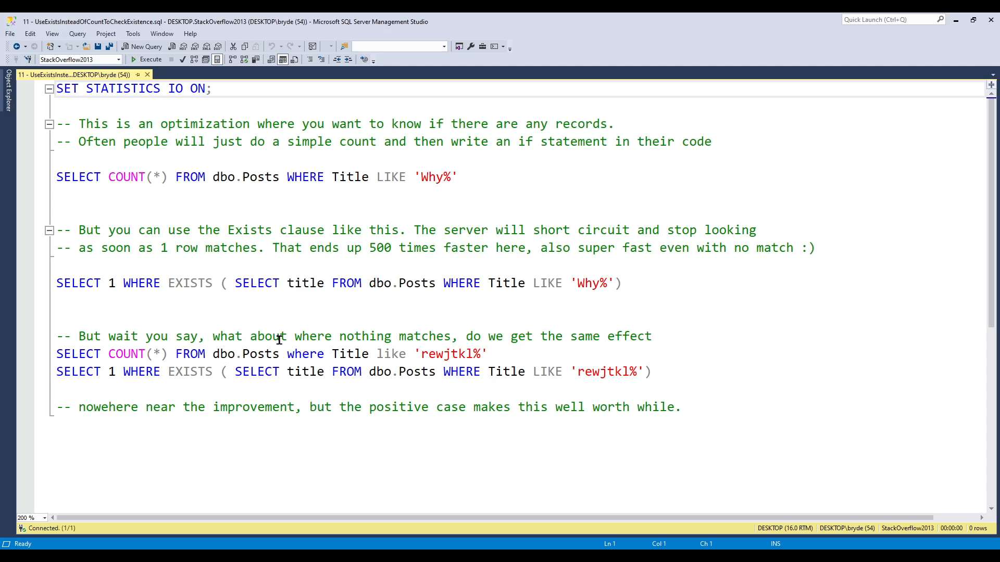 11 - UseExistsInsteadOfCountToCheckExistence.sql - DESKTOP.StackOverflow2013 (DESKTOP\bryde (54)) - Microsoft SQL Server Management Studio
Quick Launch (Ctrl+Q)
File Edit View Query Project Tools Window Help
New Query
MDX DMX XMLA DAX
StackOverflow2013
Execute
11 - UseExistsInste...DESKTOP\bryde (54))
Object Explorer
SET STATISTICS IO ON;
-- This is an optimization where you want to know if there are any records.
-- Often people will just do a simple count and then write an if statement in their code
SELECT COUNT(*) FROM dbo.Posts WHERE Title LIKE 'Why%'
-- But you can use the Exists clause like this. The server will short circuit and stop looking
-- as soon as 1 row matches. That ends up 500 times faster here, also super fast even with no match :)
SELECT 1 WHERE EXISTS ( SELECT title FROM dbo.Posts WHERE Title LIKE 'Why%')
-- But wait you say, what about where nothing matches, do we get the same effect
SELECT COUNT(*) FROM dbo.Posts where Title like 'rewjtkl%'
SELECT 1 WHERE EXISTS ( SELECT title FROM dbo.Posts WHERE Title LIKE 'rewjtkl%')
-- nowehere near the improvement, but the positive case makes this well worth while.
200 %
Connected. (1/1)
DESKTOP (16.0 RTM) DESKTOP\bryde (54) StackOverflow2013 00:00:00 0 rows
Ready
Ln 1 Col 1 Ch 1 INS